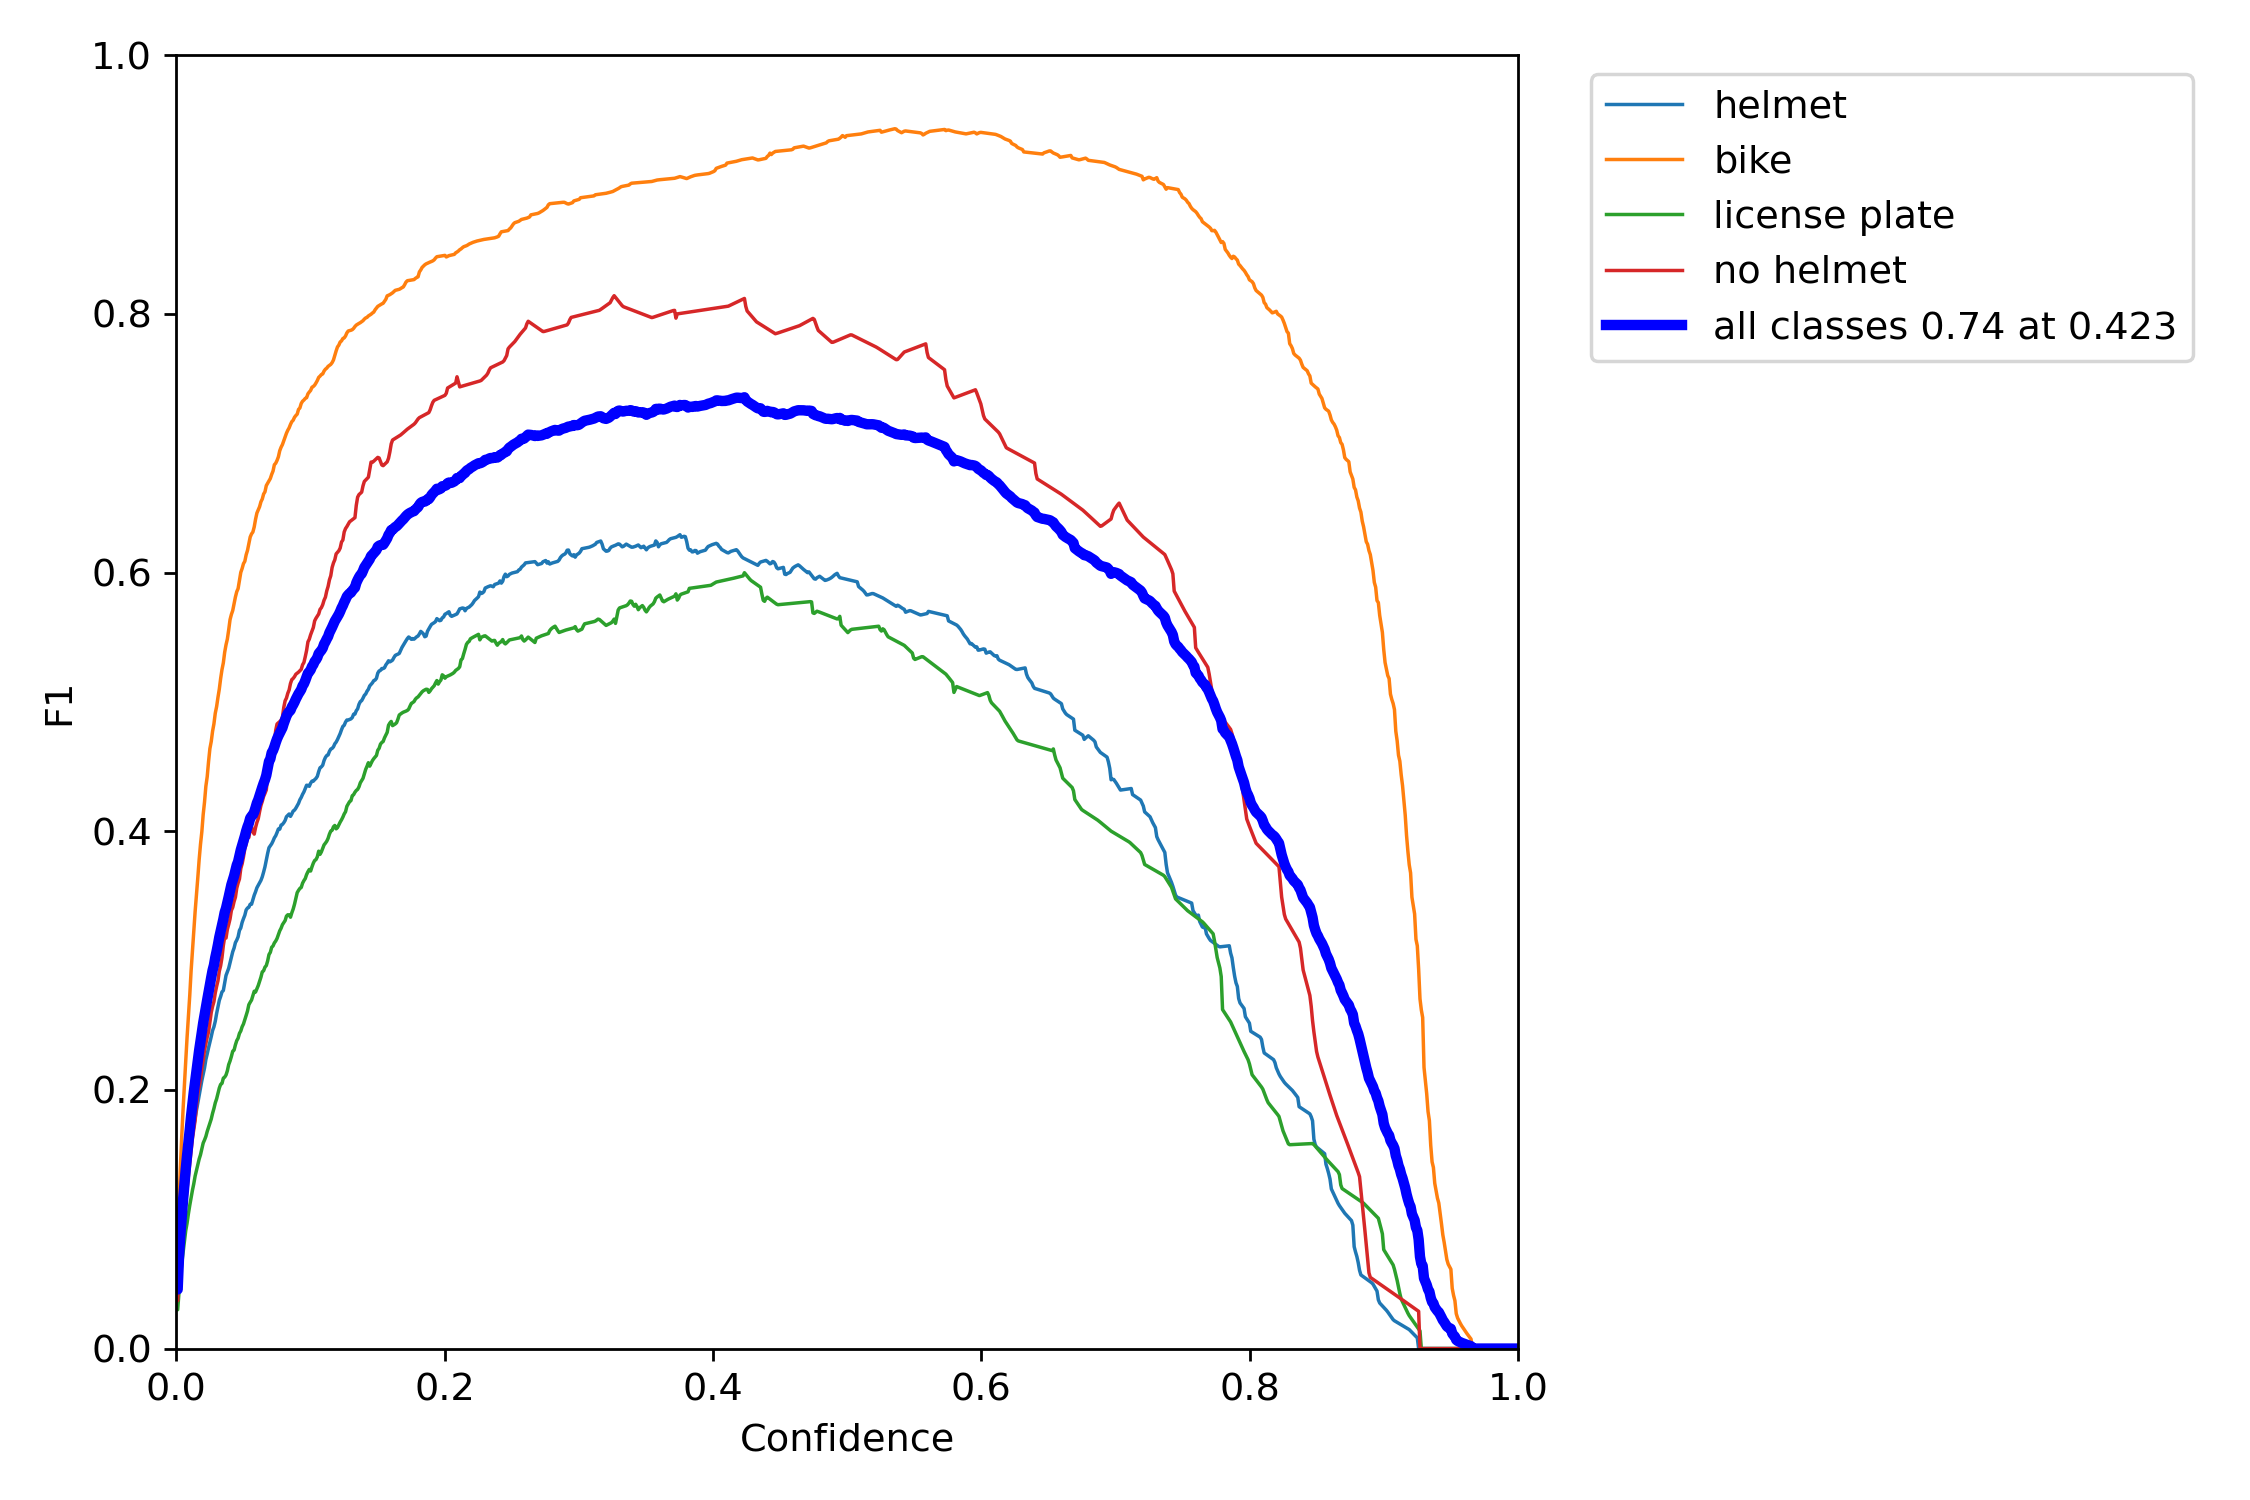 1.0
0.8
0.6
0.4
0.2
0.0
F1
0.0 0.2 0.4 0.6 0.8 1.0
Confidence
helmet
bike
license plate
no helmet
all classes 0.74 at 0.423